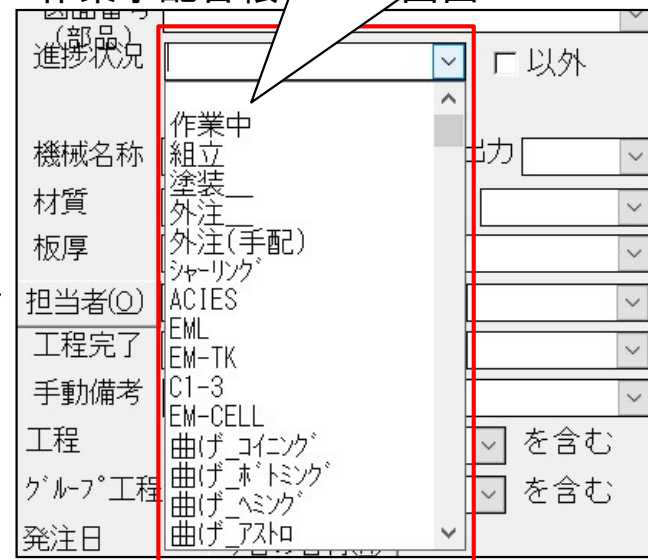 (部品)
進捗状況
以外
作業中
機械名称
組立
出力
塗装__
材質
外注__
板厚
外注(手配)
ｼｬｰﾘﾝｸﾞ
担当者(O)
ACIES
EML
工程完了
EM-TK
手動備考
C1-3
EM-CELL
工程
曲げ_ｺｲﾆﾝｸﾞ
を含む
曲げ_ﾎﾞﾄﾐﾝｸﾞ
ｸﾞﾙｰﾌﾟ工程
曲げ_ﾍﾐﾝｸﾞ
を含む
発注日
曲げ_ｱｽﾄﾛ